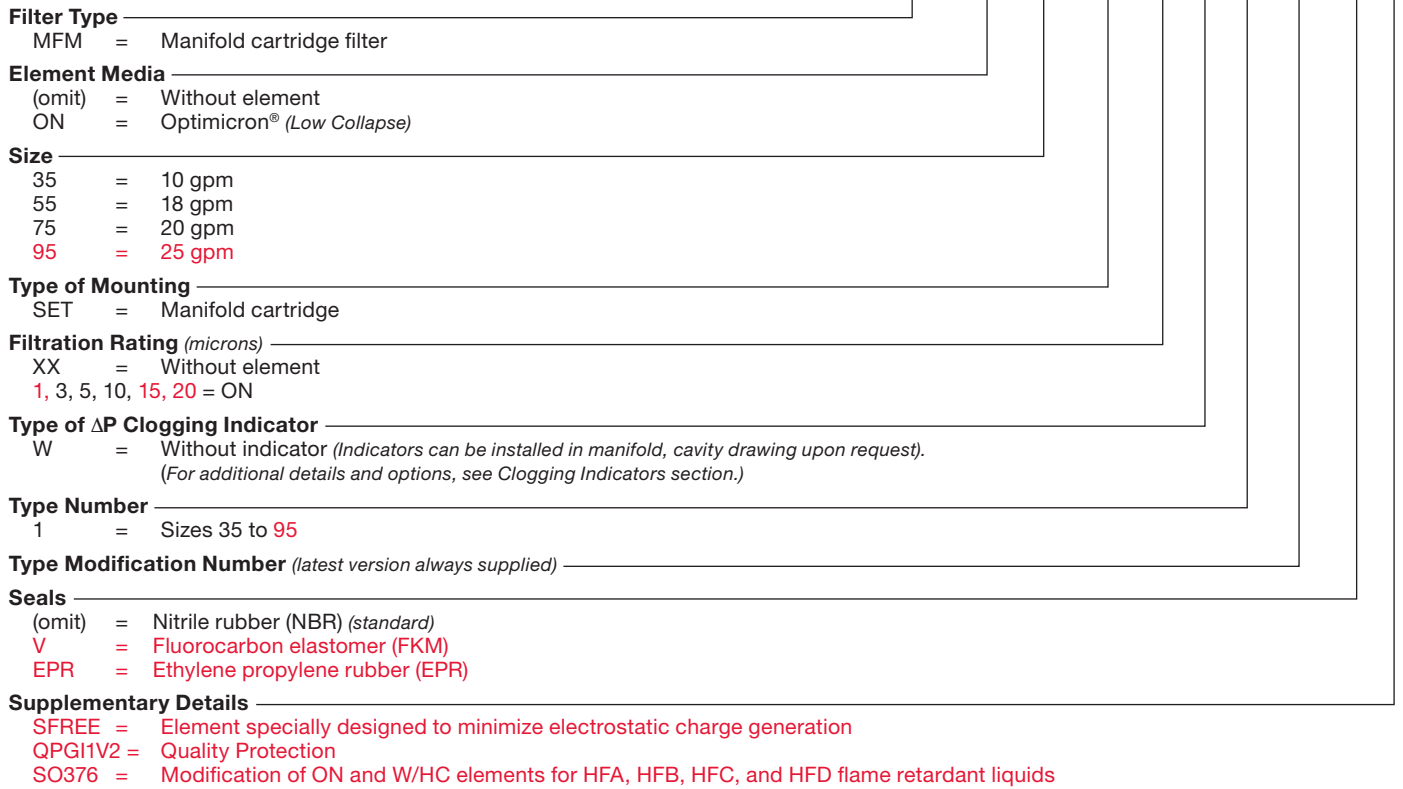 Filter Type
MFM = Manifold cartridge filter
Element Media
(omit) = Without element
ON = Optimicron® (Low Collapse)
Size
35 = 10 gpm
55 = 18 gpm
75 = 20 gpm
95 = 25 gpm
Type of Mounting
SET = Manifold cartridge
Filtration Rating (microns)
XX = Without element
1, 3, 5, 10, 15, 20 = ON
Type of ΔP Clogging Indicator
W = Without indicator (Indicators can be installed in manifold, cavity drawing upon request).
(For additional details and options, see Clogging Indicators section.)
Type Number
1 = Sizes 35 to 95
Type Modification Number (latest version always supplied)
Seals
(omit) = Nitrile rubber (NBR) (standard)
V = Fluorocarbon elastomer (FKM)
EPR = Ethylene propylene rubber (EPR)
Supplementary Details
SFREE = Element specially designed to minimize electrostatic charge generation
QPGI1V2 = Quality Protection
SO376 = Modification of ON and W/HC elements for HFA, HFB, HFC, and HFD flame retardant liquids